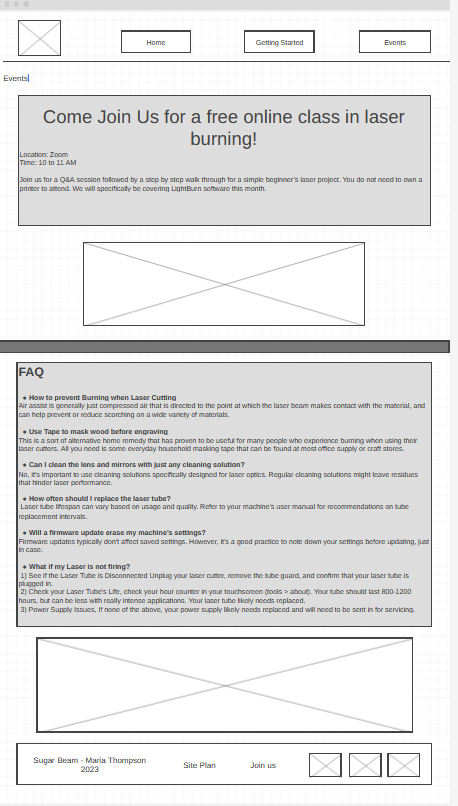 Home
Getting Started
Events
Events
Come Join Us for a free online class in laser
burning!
Location: Zoom
Time: 10 to 11 AM
Join us for a Q&A session followed by a step by step walk through for a simple beginner's laser project. You do not need to own a
printer to attend. We will specifically be covering LightBurn software this month.
FAQ
● How to prevent Burning when Laser Cutting
Air assist is generally just compressed air that is directed to the point at which the laser beam makes contact with the material, and
can help prevent or reduce scorching on a wide variety of materials.
● Use Tape to mask wood before engraving
This is a sort of alternative home remedy that has proven to be useful for many people who experience burning when using their
laser cutters. All you need is some everyday household masking tape that can be found at most office supply or craft stores.
● Can I clean the lens and mirrors with just any cleaning solution?
No, it's important to use cleaning solutions specifically designed for laser optics. Regular cleaning solutions might leave residues
that hinder laser performance.
● How often should I replace the laser tube?
Laser tube lifespan can vary based on usage and quality. Refer to your machine's user manual for recommendations on tube
replacement intervals.
● Will a firmware update erase my machine's settings?
Firmware updates typically don't affect saved settings. However, it's a good practice to note down your settings before updating, just
in case.
● What if my Laser is not firing?
1) See if the Laser Tube is Disconnected Unplug your laser cutter, remove the tube guard, and confirm that your laser tube is
plugged in.
2) Check your Laser Tube's Life, check your hour counter in your touchscreen (tools > about). Your tube should last 800-1200
hours, but can be less with really intense applications. Your laser tube likely needs replaced.
3) Power Supply Issues, If none of the above, your power supply likely needs replaced and will need to be sent in for servicing.
Sugar Beam - Maria Thompson
2023
Site Plan
Join us